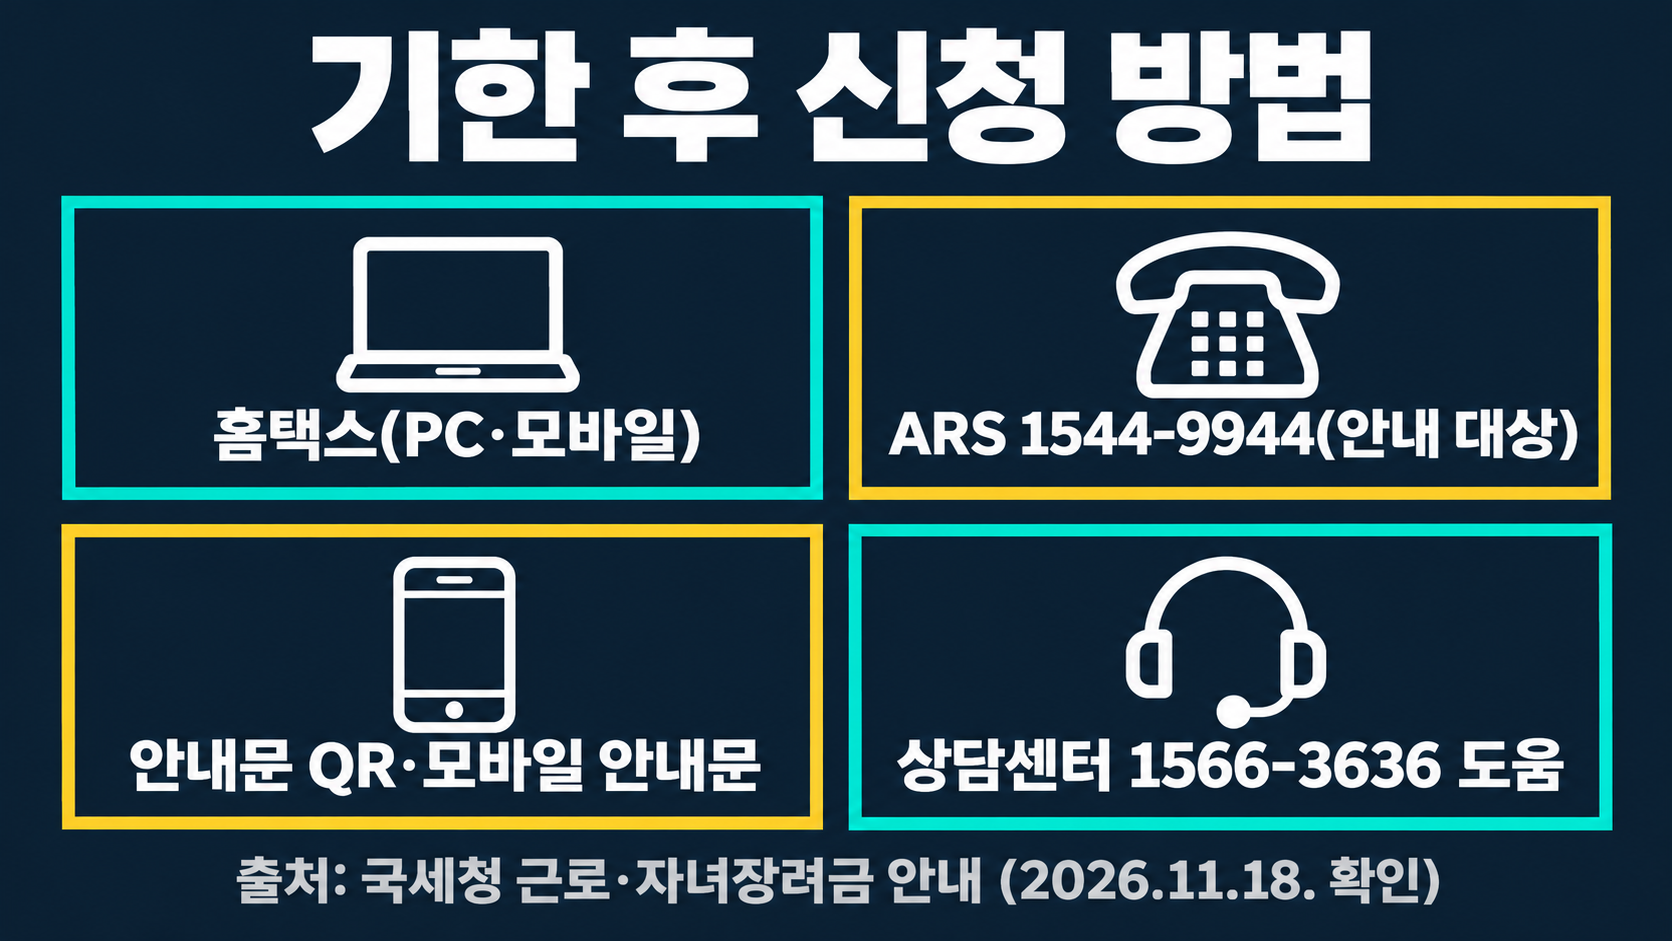 기한 후 신청 방법
홈택스(PC·모바일)
ARS 1544-9944(안내 대상)
안내문 QR·모바일 안내문
상담센터 1566-3636 도움
출처: 국세청 근로·자녀장려금 안내 (2026.11.18. 확인)